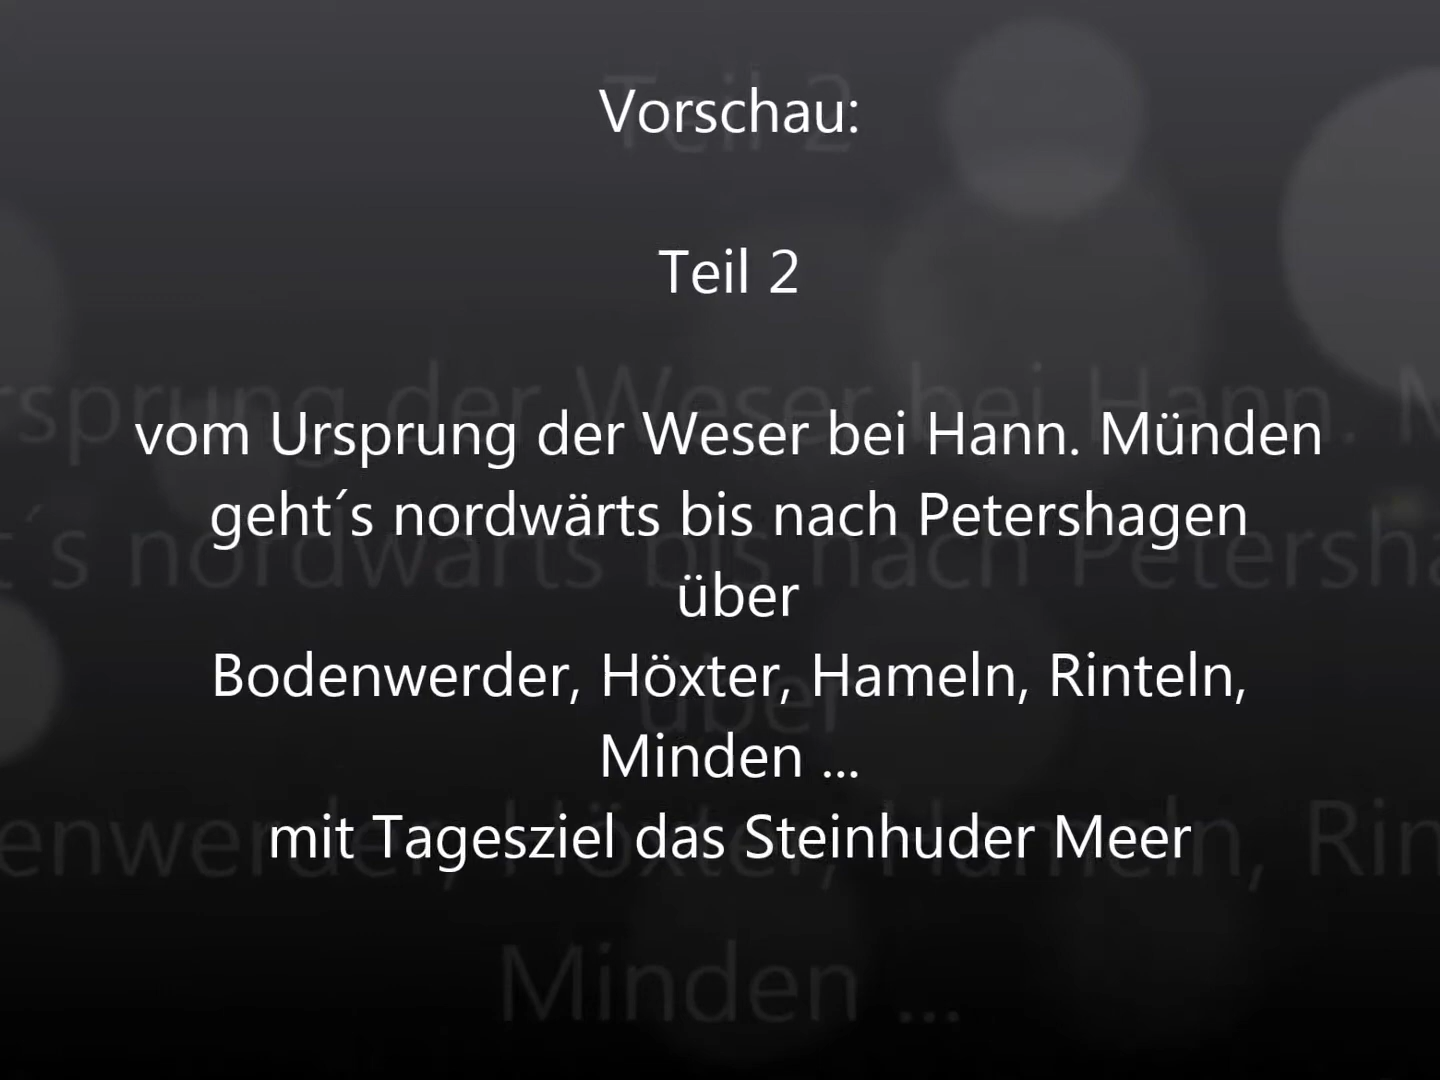 Vorschau:
Teil 2
vom Ursprung der Weser bei Hann. Münden
geht´s nordwärts bis nach Petershagen
über
Bodenwerder, Höxter, Hameln, Rinteln,
Minden ...
mit Tagesziel das Steinhuder Meer